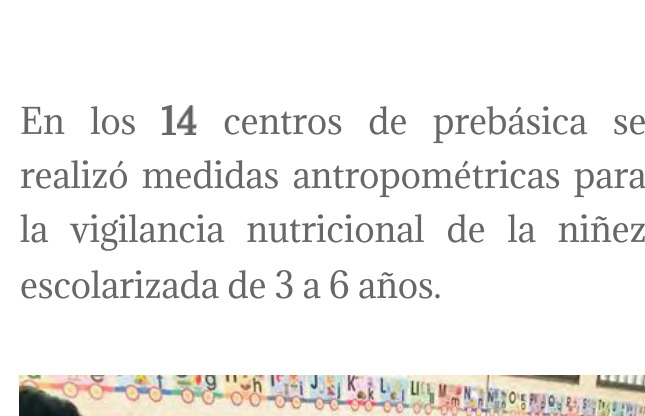 En los 14 centros de prebásica se
realizó medidas antropométricas para
la vigilancia nutricional de la niñez
escolarizada de 3 a 6 años.